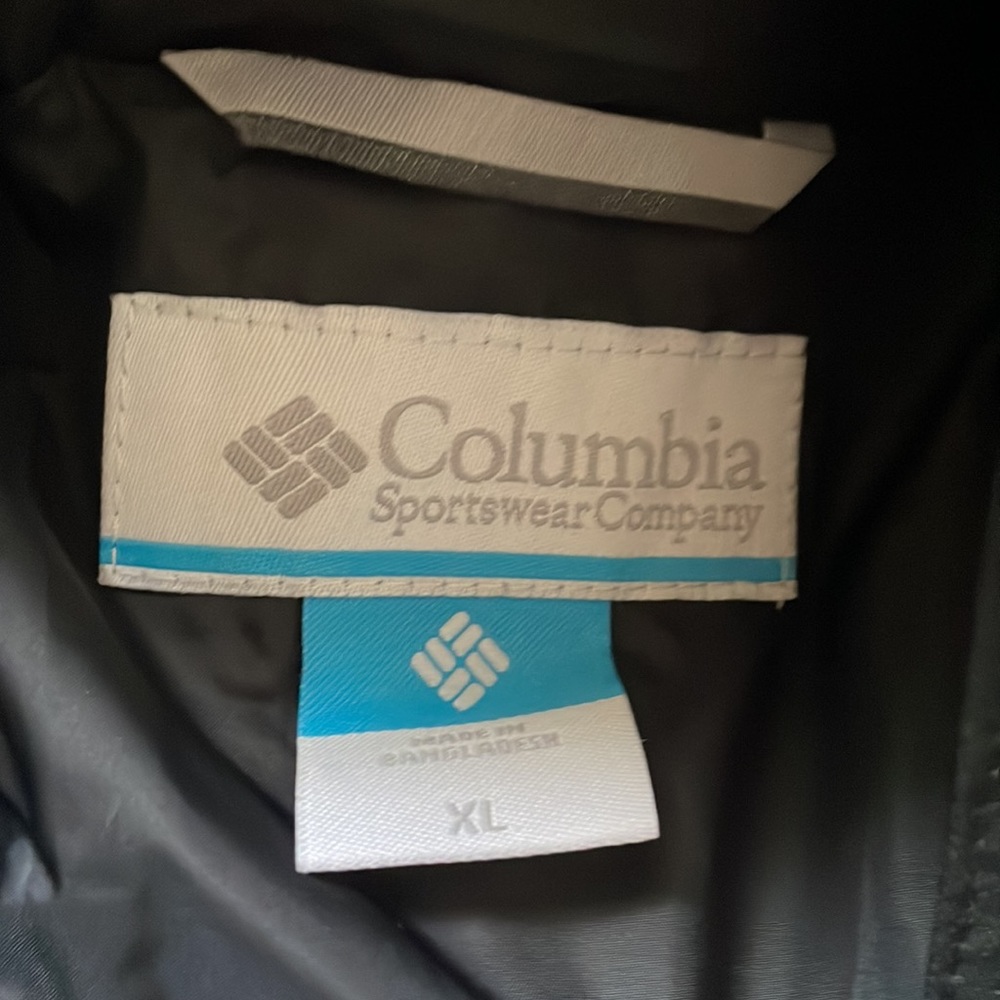 Columbia
Sportswear Company
MADE IN
BANGLADESH
XL